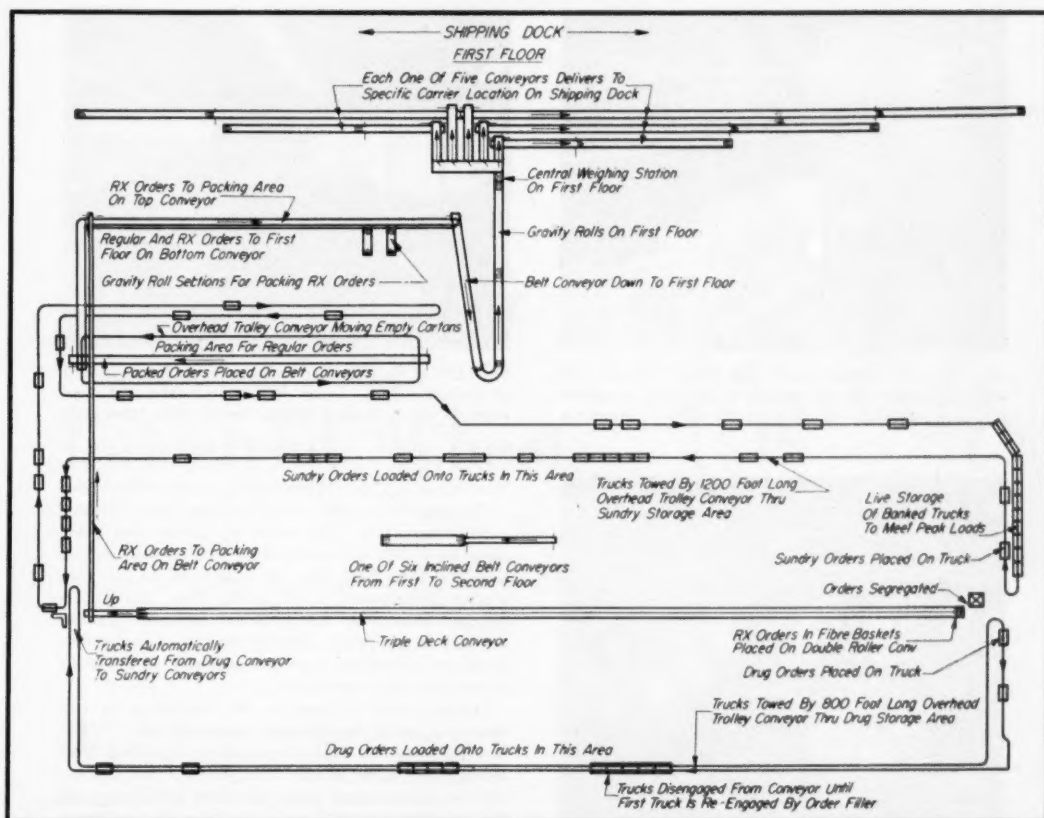 SHIPPING DOCK
FIRST FLOOR
Each One Of Five Conveyors Delivers To
Specific Carrier Location On Shipping Dock
Central Weighing Station
On First Floor
RX Orders To Packing Area
On Top Conveyor
Gravity Rolls On First Floor
Regular And RX Orders To First
Floor On Bottom Conveyor
Gravity Roll Sections For Packing RX Orders
Belt Conveyor Down To First Floor
Overhead Trolley Conveyor Moving Empty Cartons
Packing Area For Regular Orders
Packed Orders Placed On Belt Conveyors
Sundry Orders Loaded Onto Trucks In This Area
Trucks Towed By 1200 Foot Long
Overhead Trolley Conveyor Thru
Sundry Storage Area
Live Storage
Of Banked Trucks
To Meet Peak Loads
RX Orders To Packing
Area On Belt Conveyor
One Of Six Inclined Belt Conveyors
From First To Second Floor
Sundry Orders Placed On Truck
Orders Segregated
Up
Triple Deck Conveyor
RX Orders In Fibre Baskets
Placed On Double Roller Conv
Trucks Automatically
Transfered From Drug Conveyor
To Sundry Conveyors
Drug Orders Placed On Truck
Trucks Towed By 800 Foot Long Overhead
Trolley Conveyor Thru Drug Storage Area
Drug Orders Loaded Onto Trucks In This Area
Trucks Disengaged From Conveyor Until
First Truck Is Re-Engaged By Order Filler